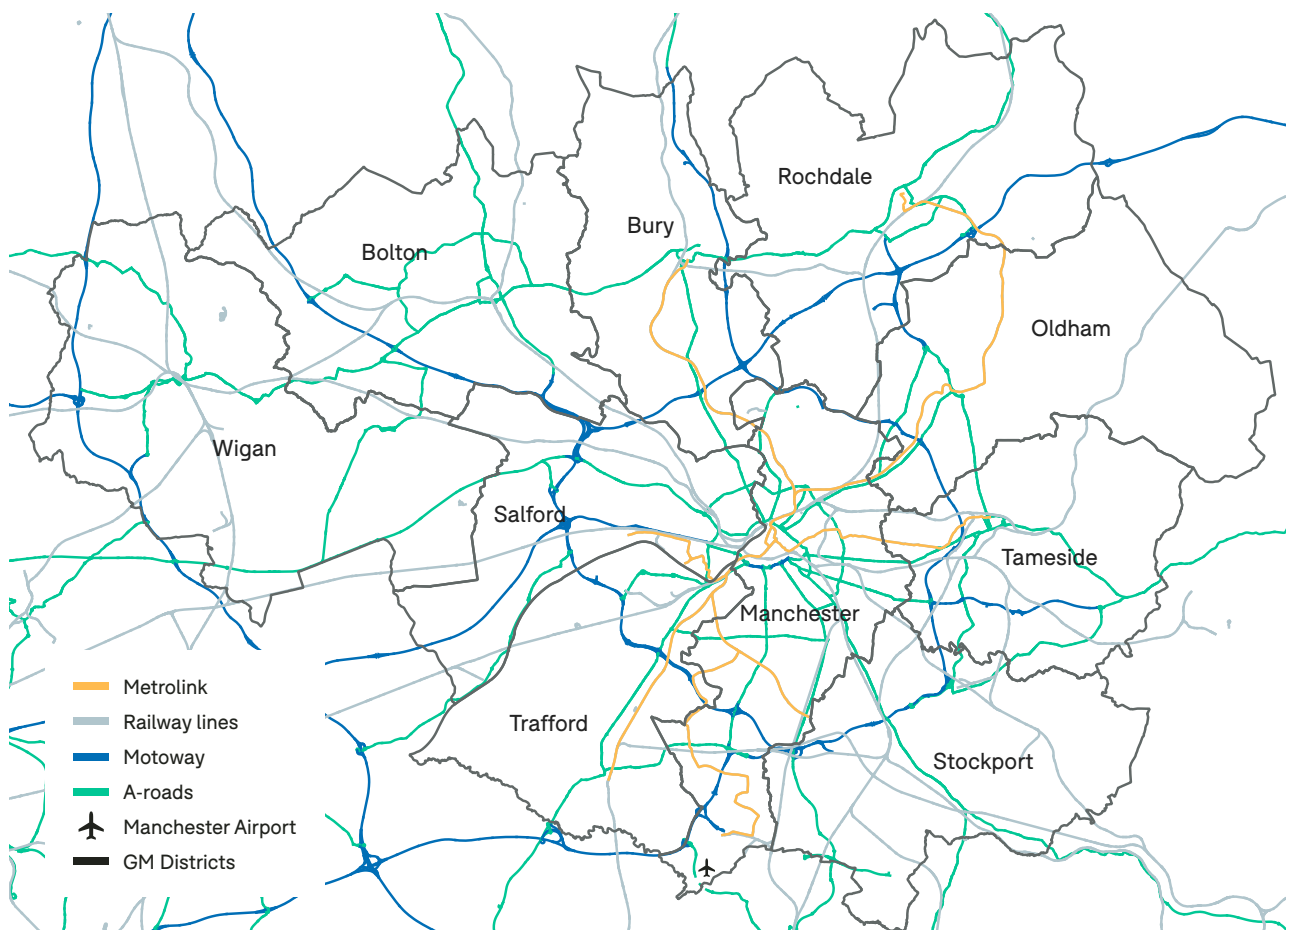 Rochdale
Bury
Bolton
Oldham
Wigan
Salford
Tameside
Manchester
Trafford
Stockport
Metrolink
Railway lines
Motoway
A-roads
Manchester Airport
GM Districts